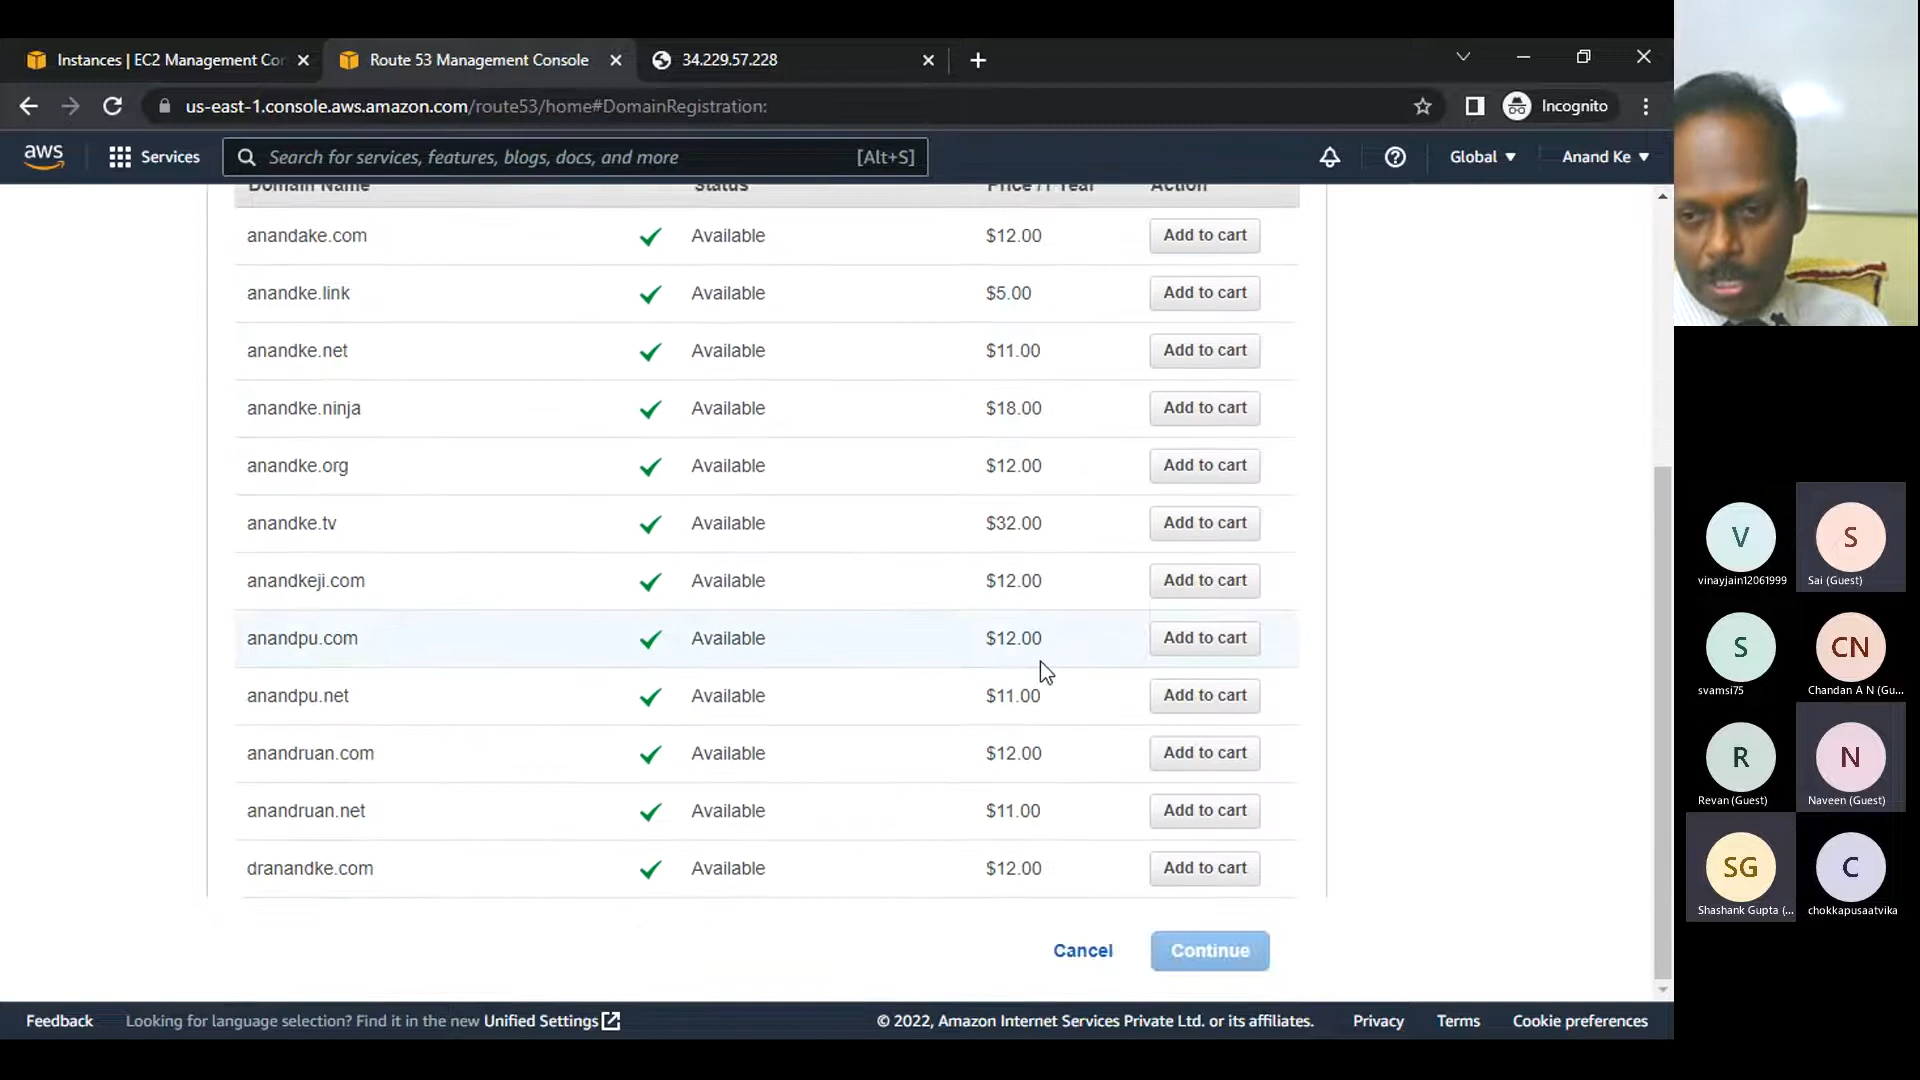 Instances | EC2 Management Co
Route 53 Management Console
34.229.57.228
us-east-1.console.aws.amazon.com/route53/home#DomainRegistration:
Incognito
aws
Services
Search for services, features, blogs, docs, and more
[Alt+S]
Global
Anand Ke
Domain Name Status Price / 1 Year Action
anandake.com Available $12.00 Add to cart
anandke.link Available $5.00 Add to cart
anandke.net Available $11.00 Add to cart
anandke.ninja Available $18.00 Add to cart
anandke.org Available $12.00 Add to cart
anandke.tv Available $32.00 Add to cart
anandkeji.com Available $12.00 Add to cart
anandpu.com Available $12.00 Add to cart
anandpu.net Available $11.00 Add to cart
anandruan.com Available $12.00 Add to cart
anandruan.net Available $11.00 Add to cart
dranandke.com Available $12.00 Add to cart
Cancel
Continue
Feedback
Looking for language selection? Find it in the new Unified Settings
© 2022, Amazon Internet Services Private Ltd. or its affiliates.
Privacy
Terms
Cookie preferences
V
vinayjain12061999
S
Sai (Guest)
S
svamsi75
CN
Chandan A N (Gu...
R
Revan (Guest)
N
Naveen (Guest)
SG
Shashank Gupta (...
C
chokkapusaatvika